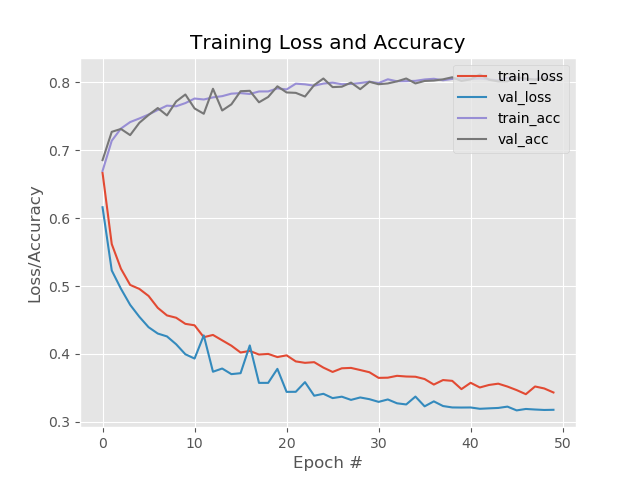 Training Loss and Accuracy
Loss/Accuracy
0.8
0.7
0.6
0.5
0.4
0.3
train_loss
val_loss
train_acc
val_acc
0 10 20 30 40 50
Epoch #